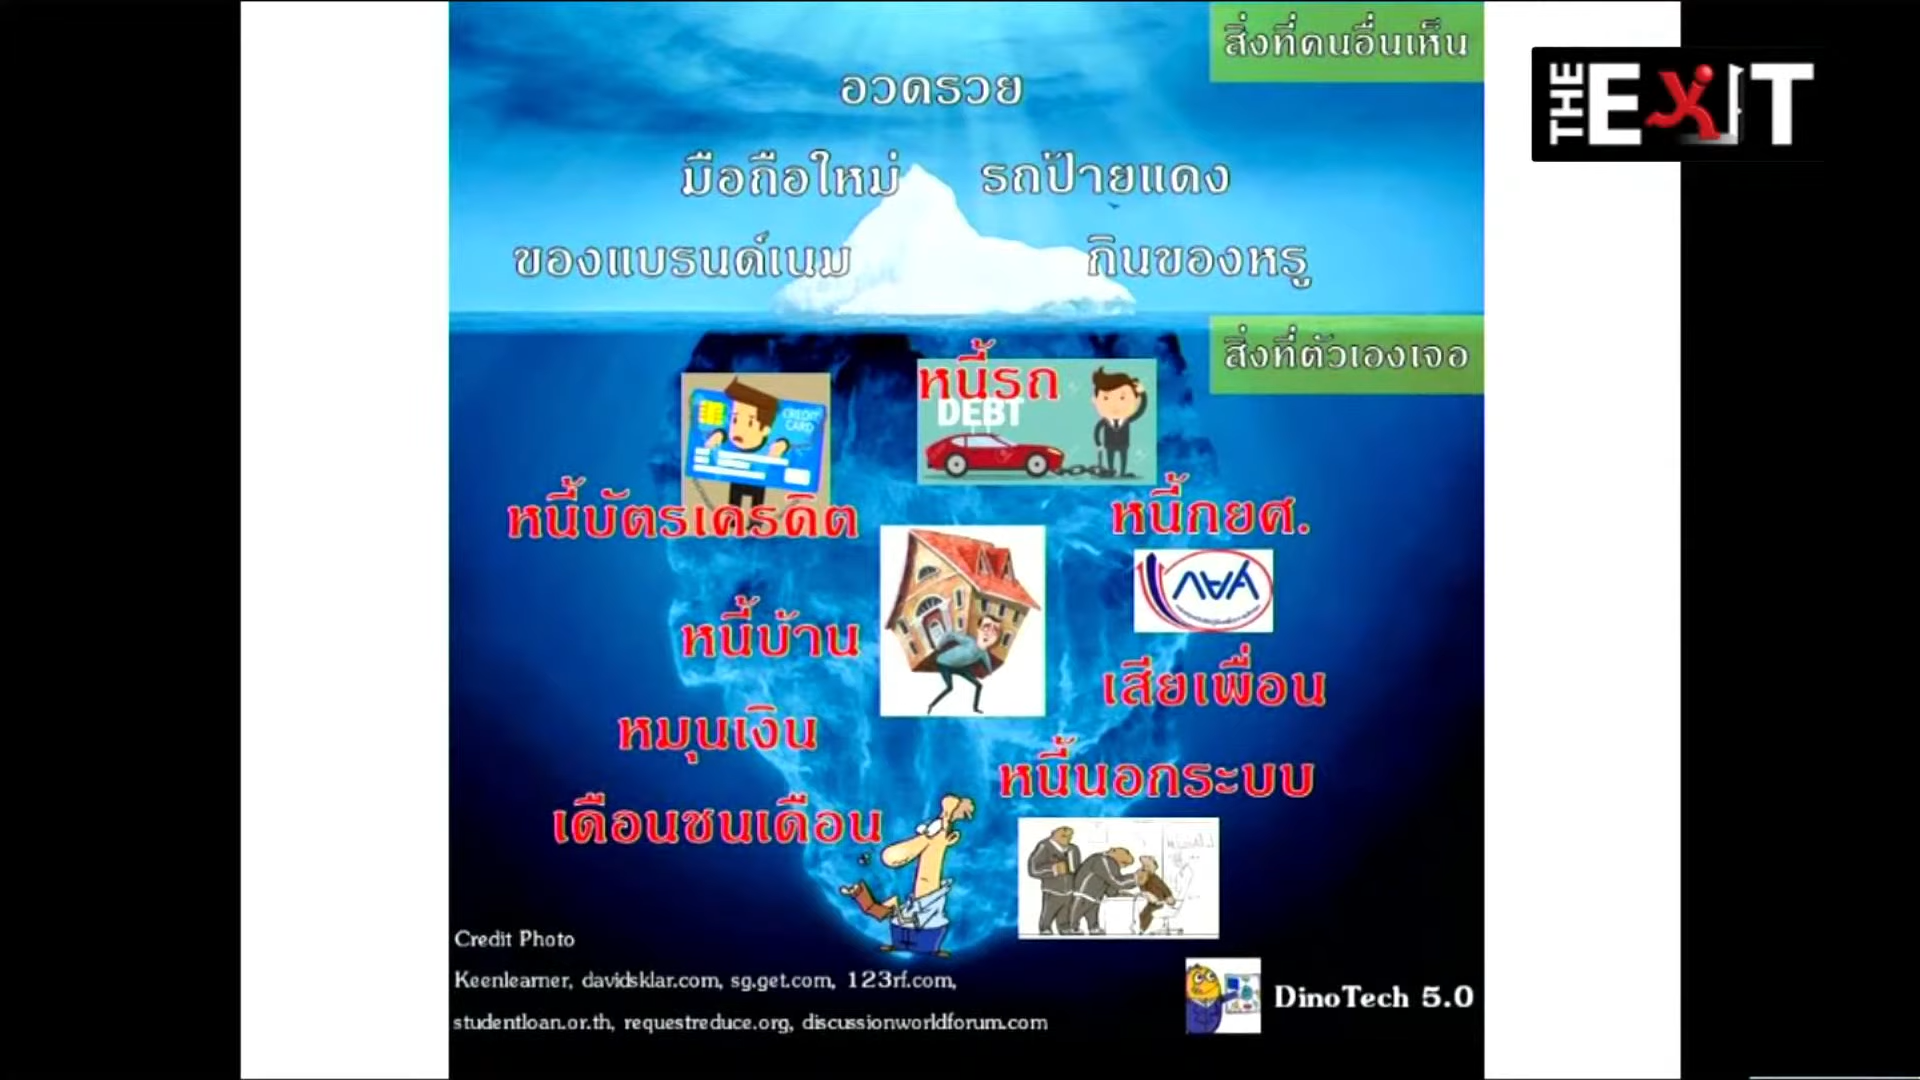 สิ่งที่คนอื่นเห็น
THE EXIT
อวดรวย
มือถือใหม่ รถป้ายแดง
ของแบรนด์เนม กินของหรู
สิ่งที่ตัวเองเจอ
หนี้รถ
DEBT
CREDIT
CARD
หนี้บัตรเครดิต หนี้กยศ.
กยศ
หนี้บ้าน
เสียเพื่อน
หมุนเงิน
หนี้นอกระบบ
เดือนชนเดือน
Credit Photo
Keenlearner, davidsklar.com, sg.get.com, 123rf.com,
DinoTech 5.0
studentloan.or.th, requestreduce.org, discussionworldforum.com